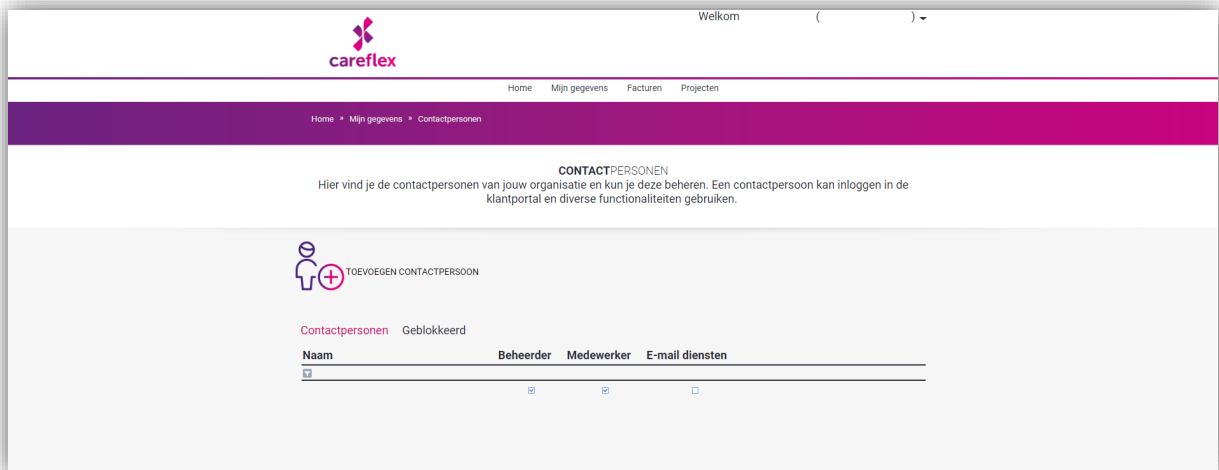 Welkom ( )
careflex
Home Mijn gegevens Facturen Projecten
Home » Mijn gegevens » Contactpersonen
CONTACTPERSONEN
Hier vind je de contactpersonen van jouw organisatie en kun je deze beheren. Een contactpersoon kan inloggen in de
klantportal en diverse functionaliteiten gebruiken.
TOEVOEGEN CONTACTPERSOON
Contactpersonen Geblokkeerd
Naam Beheerder Medewerker E-mail diensten